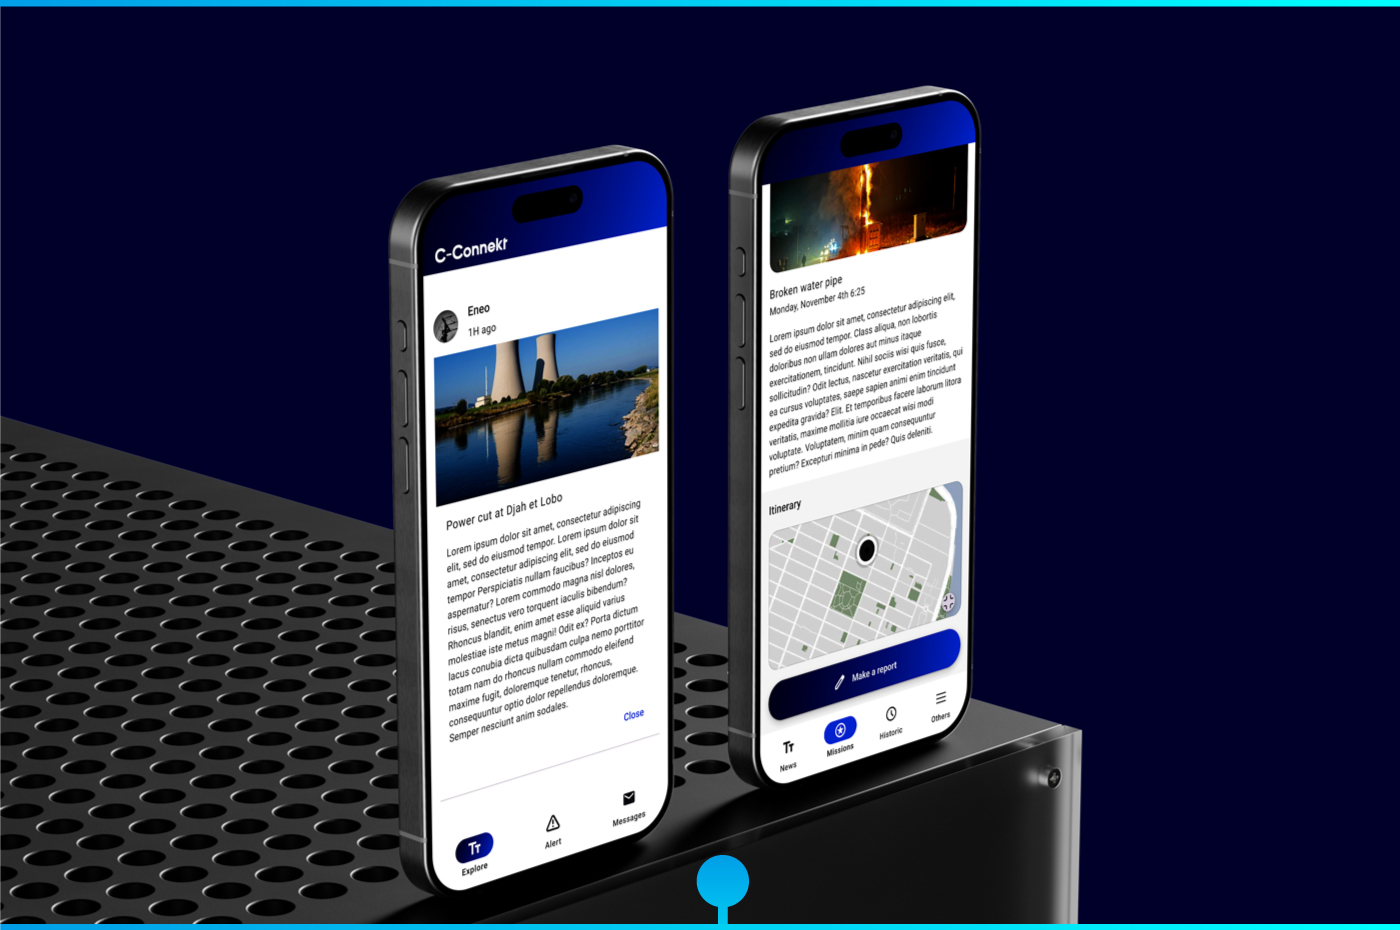 C-Connekt
Eneo
1H ago
Power cut at Djah et Lobo
Lorem ipsum dolor sit amet, consectetur adipiscing
elit, sed do eiusmod tempor. Lorem ipsum dolor sit
amet, consectetur adipiscing elit, sed do eiusmod
tempor Perspiciatis nullam faucibus? Inceptos eu
aspernatur? Lorem commodo magna nisl dolores,
risus, senectus vero torquent iaculis bibendum?
Rhoncus blandit, enim amet esse aliquid varius
molestiae iste metus magni! Odit ex? Porta dictum
lacus conubia dicta quibusdam culpa nemo porttitor
totam nam do rhoncus nullam commodo eleifend
maxime fugit, doloremque tenetur, rhoncus,
consequuntur optio dolor repellendus doloremque.
Semper nesciunt anim sodales.
Close
Tт
Explore
Alert
Messages
Broken water pipe
Monday, November 4th 6:25
Lorem ipsum dolor sit amet, consectetur adipiscing elit,
sed do eiusmod tempor. Class aliqua, non lobortis
doloribus non ullam dolores aut minus itaque
exercitationem, tincidunt. Nihil sociis wisi quis fusce,
sollicitudin? Odit lectus, nascetur exercitation veritatis, qui
ea cursus voluptates, saepe sapien animi enim tincidunt
expedita gravida? Elit. Et temporibus facere laborum litora
veritatis, maxime mollitia iure occaecat wisi modi
voluptate. Voluptatem, minim quam consequuntur
pretium? Excepturi minima in pede? Quis deleniti.
Itinerary
Make a report
Tт
News
Missions
Historic
Others